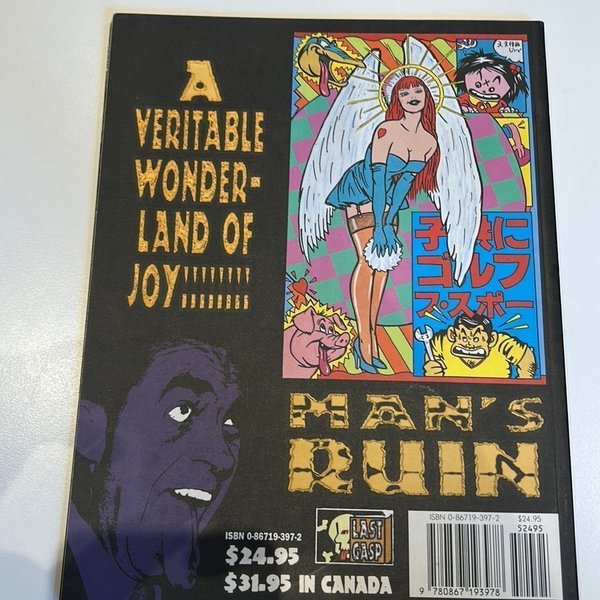 A
VERITABLE
WONDER-
LAND OF
JOY!!!!!!!!
子供に
ゴルフ
ス・スポー
MAN'S
RUIN
ISBN 0-86719-397-2
$24.95
$31.95 IN CANADA
LAST
GASP
ISBN 0-86719-397-2
$24.95
52495
9 780867 193978